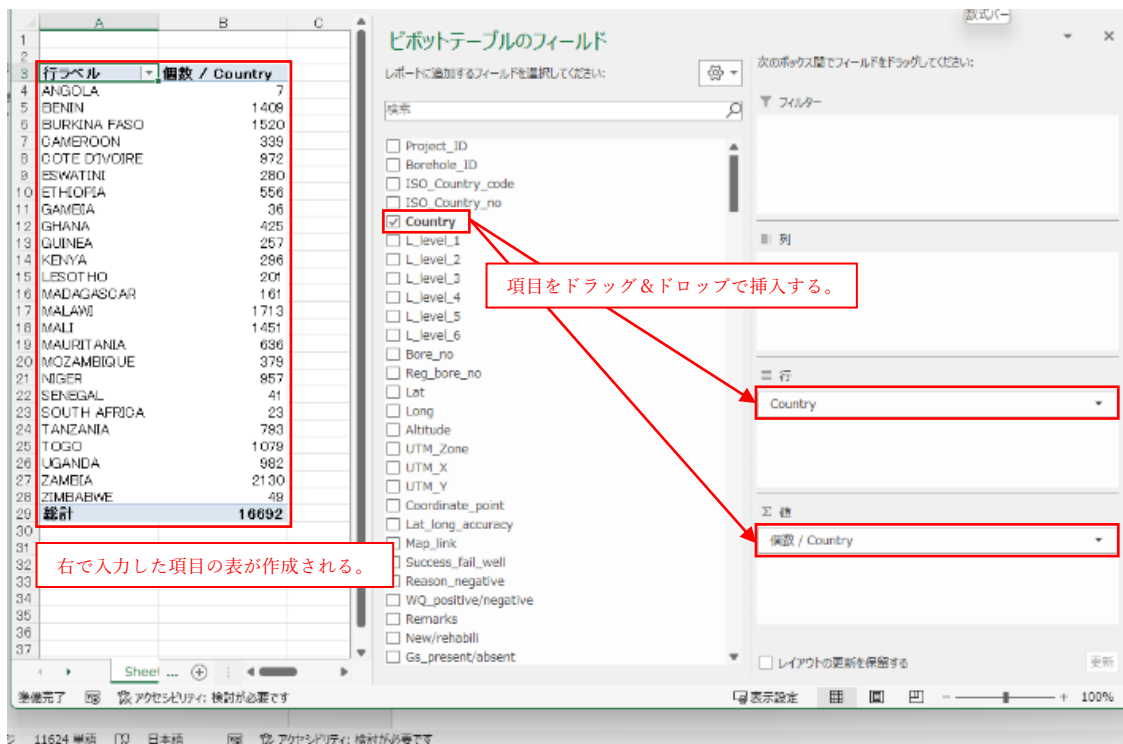 数式バー
A B C
1
2
3 行ラベル 個数 / Country
4 ANGOLA 7
5 BENIN 1409
6 BURKINA FASO 1520
7 CAMEROON 339
8 COTE D'IVOIRE 972
9 ESWATINI 280
10 ETHIOPIA 556
11 GAMBIA 36
12 GHANA 425
13 GUINEA 257
14 KENYA 296
15 LESOTHO 201
16 MADAGASCAR 161
17 MALAWI 1713
18 MALI 1451
19 MAURITANIA 636
20 MOZAMBIQUE 379
21 NIGER 957
22 SENEGAL 41
23 SOUTH AFRICA 23
24 TANZANIA 793
25 TOGO 1079
26 UGANDA 982
27 ZAMBIA 2130
28 ZIMBABWE 49
29 総計 16692
30
31
32
33
34
35
36
37
右で入力した項目の表が作成される。
Sheet ...
ピボットテーブルのフィールド
レポートに追加するフィールドを選択してください:
検索
Project_ID
Borehole_ID
ISO_Country_code
ISO_Country_no
Country
L_level_1
L_level_2
L_level_3
L_level_4
L_level_5
L_level_6
Bore_no
Reg_bore_no
Lat
Long
Altitude
UTM_Zone
UTM_X
UTM_Y
Coordinate_point
Lat_long_accuracy
Map_link
Success_fail_well
Reason_negative
WQ_positive/negative
Remarks
New/rehabili
Gs_present/absent
項目をドラッグ&ドロップで挿入する。
次のボックス間でフィールドをドラッグしてください:
フィルター
列
行
Country
Σ 値
個数 / Country
レイアウトの更新を保留する
更新
準備完了 アクセシビリティ: 検討が必要です
表示設定 - + 100%
11624 単語 日本語 アクセシビリティ: 検討が必要です